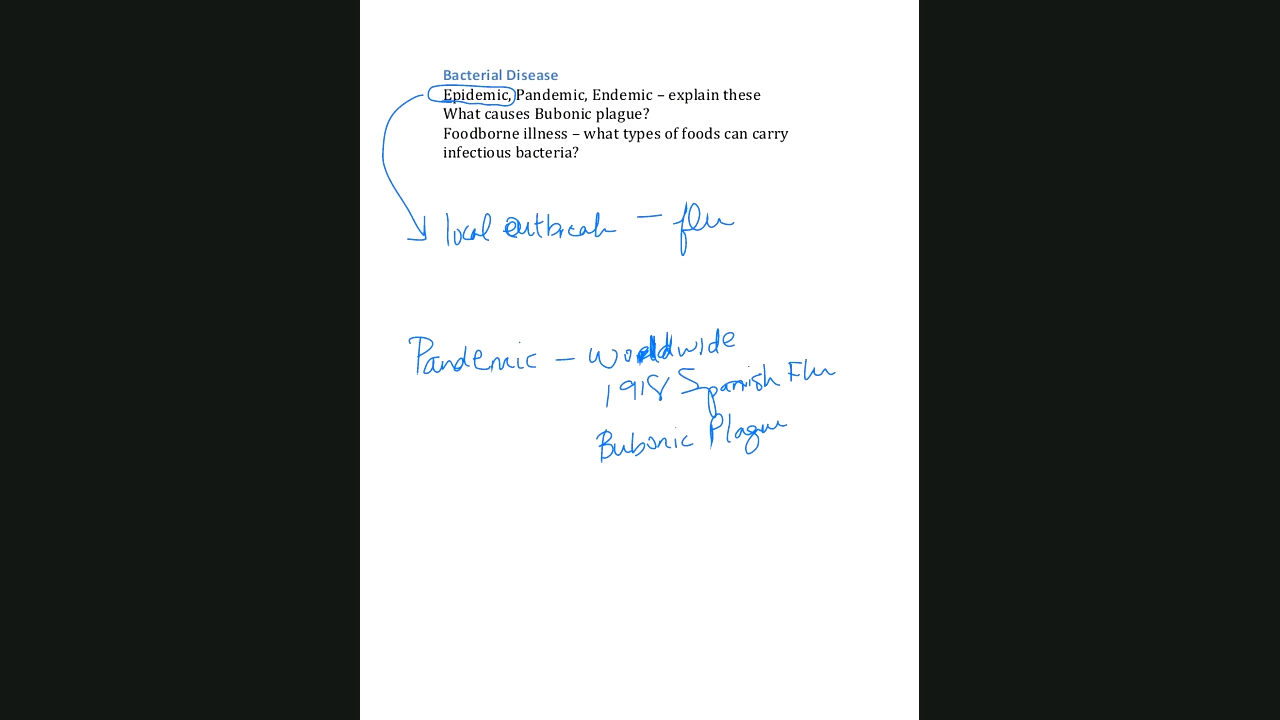 Bacterial Disease
Epidemic, Pandemic, Endemic – explain these
What causes Bubonic plague?
Foodborne illness – what types of foods can carry
infectious bacteria?
local outbreak – flu
Pandemic – worldwide
1918 Spanish Flu
Bubonic Plague